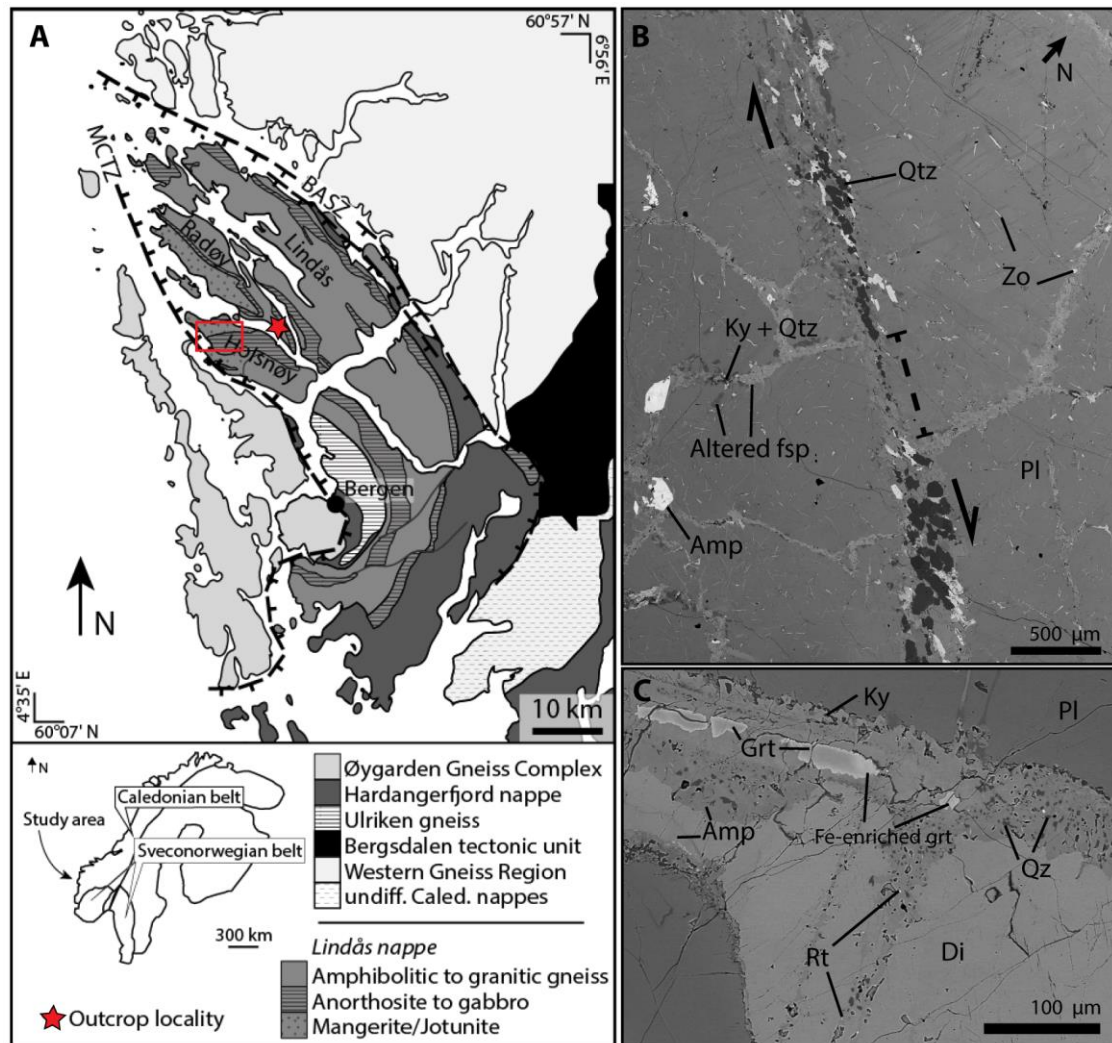 A
60°57' N
6°56' E
MCTZ
BASZ
Radøy
Lindås
Holsnøy
Bergen
N
4°35' E
60°07' N
10 km
N
Caledonian belt
Study area
Sveconorwegian belt
300 km
Outcrop locality
Øygarden Gneiss Complex
Hardangerfjord nappe
Ulriken gneiss
Bergsdalen tectonic unit
Western Gneiss Region
undiff. Caled. nappes
Lindås nappe
Amphibolitic to granitic gneiss
Anorthosite to gabbro
Mangerite/Jotunite
B
N
Qtz
Zo
Ky + Qtz
Altered fsp
Pl
Amp
500 µm
C
Ky
Pl
Grt
Amp
Fe-enriched grt
Qz
Rt
Di
100 µm